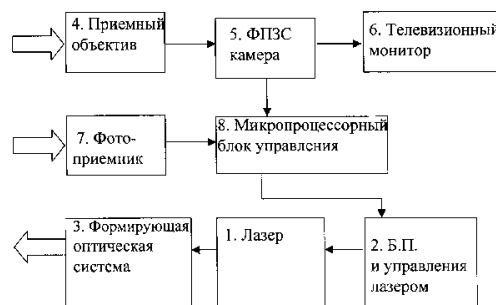 4. Приемный
объектив
5. ФПЗС
камера
6. Телевизионный
монитор
7. Фото-
приемник
8. Микропроцессорный
блок управления
3. Формирующая
оптическая
система
1. Лазер
2. Б.П.
и управления
лазером